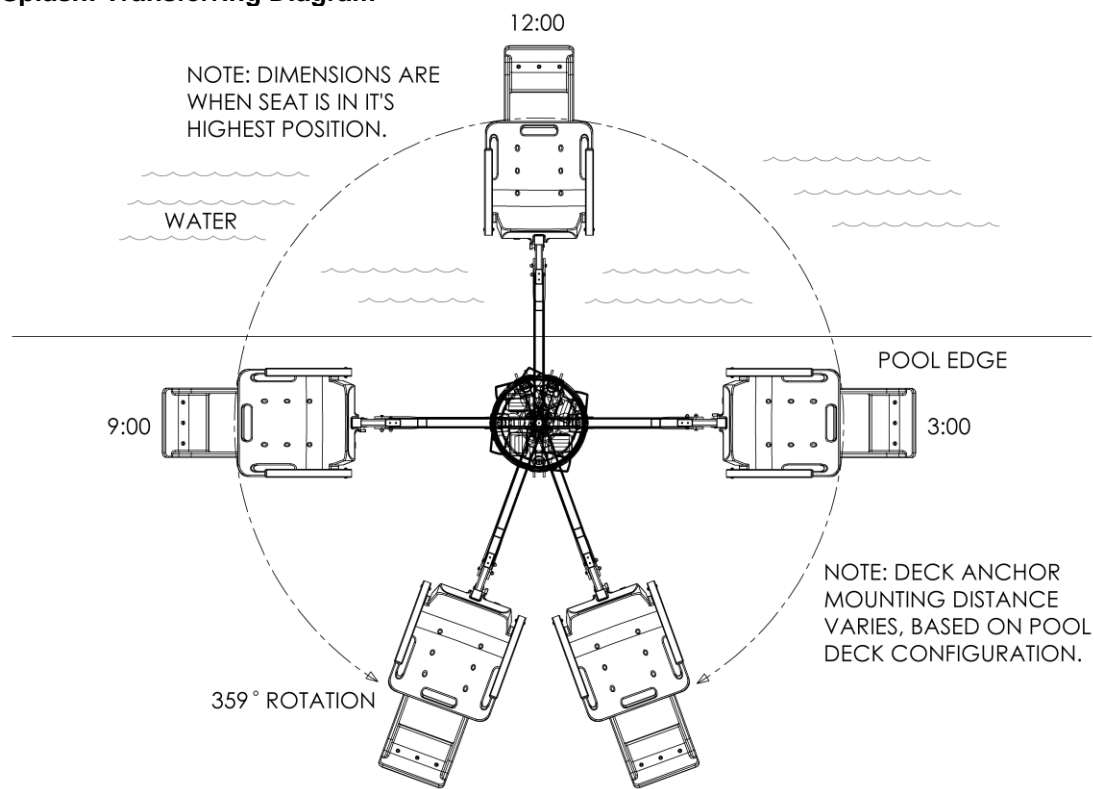 Splash! Transferring Diagram
12:00
NOTE: DIMENSIONS ARE
WHEN SEAT IS IN IT'S
HIGHEST POSITION.
WATER
POOL EDGE
9:00
3:00
NOTE: DECK ANCHOR
MOUNTING DISTANCE
VARIES, BASED ON POOL
DECK CONFIGURATION.
359° ROTATION